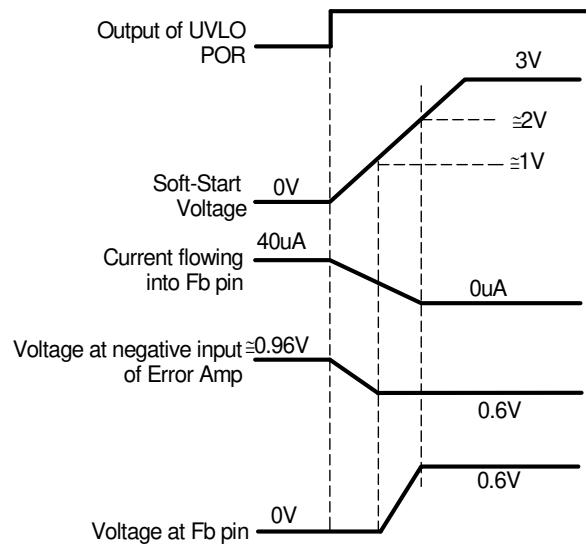 Output of UVLO
POR
3V
≅2V
≅1V
Soft-Start
Voltage
0V
40uA
Current flowing
into Fb pin
0uA
Voltage at negative input
of Error Amp
≅0.96V
0.6V
0.6V
Voltage at Fb pin
0V